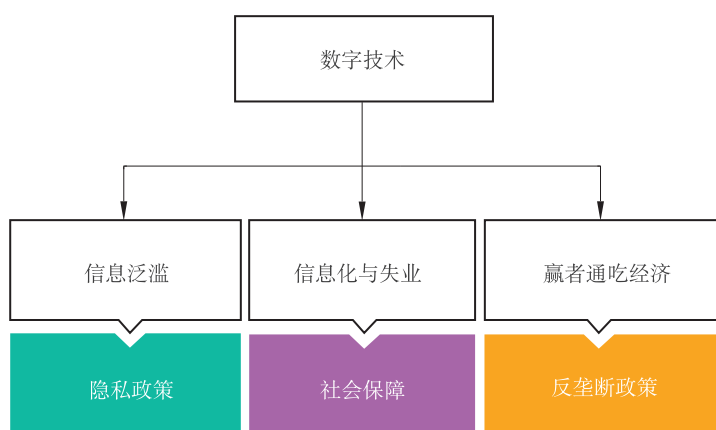 数字技术
信息泛滥
信息化与失业
赢者通吃经济
隐私政策
社会保障
反垄断政策